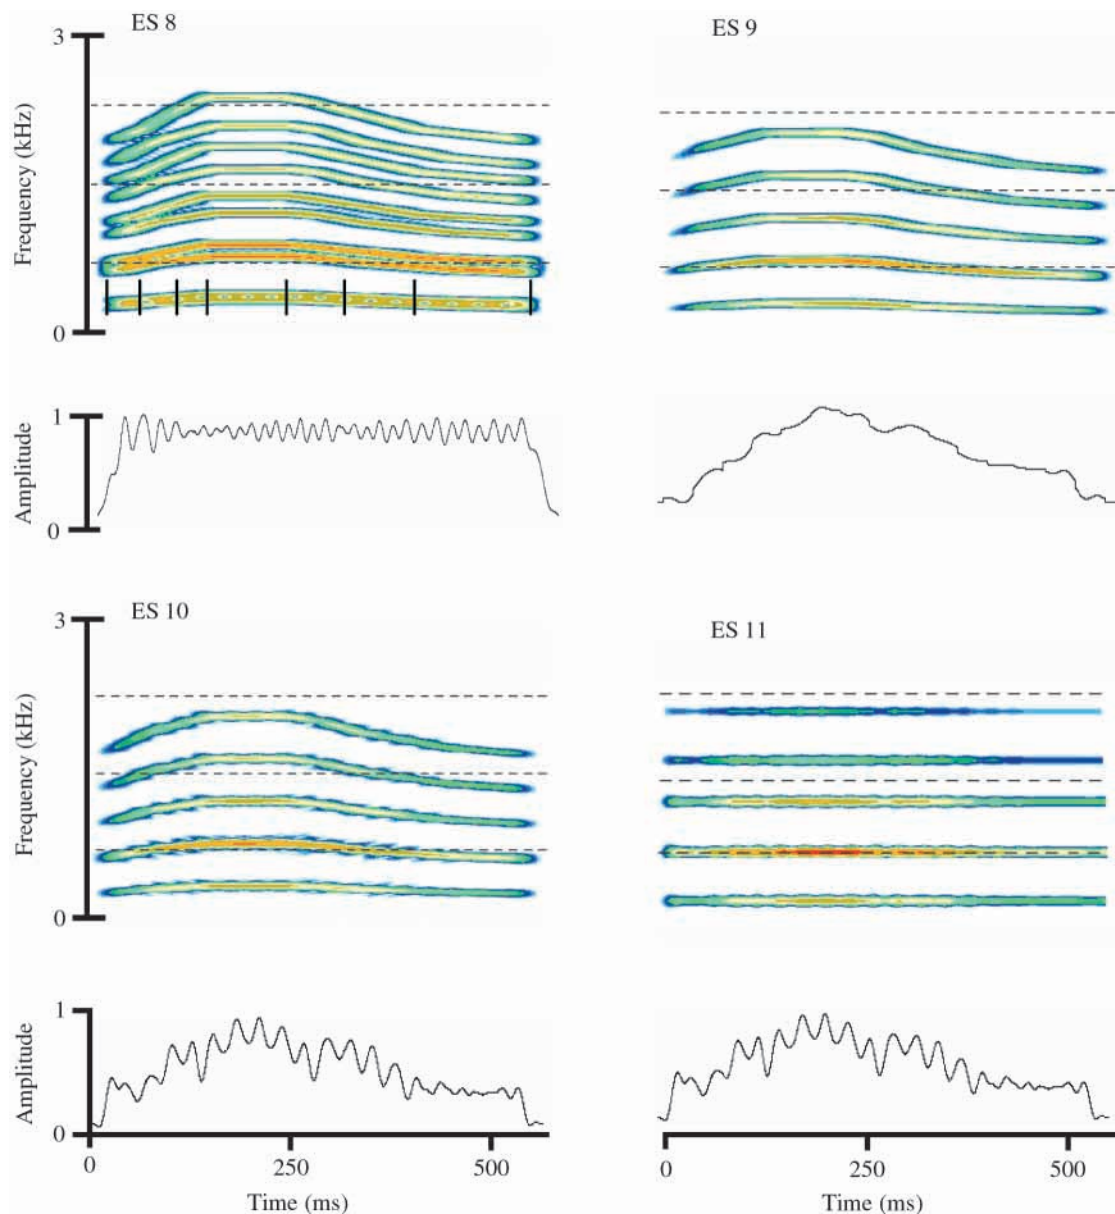 ES 8
ES 9
3
Frequency (kHz)
0
1
Amplitude
0
ES 10
ES 11
3
Frequency (kHz)
0
1
Amplitude
0
0 250 500
0 250 500
Time (ms)
Time (ms)